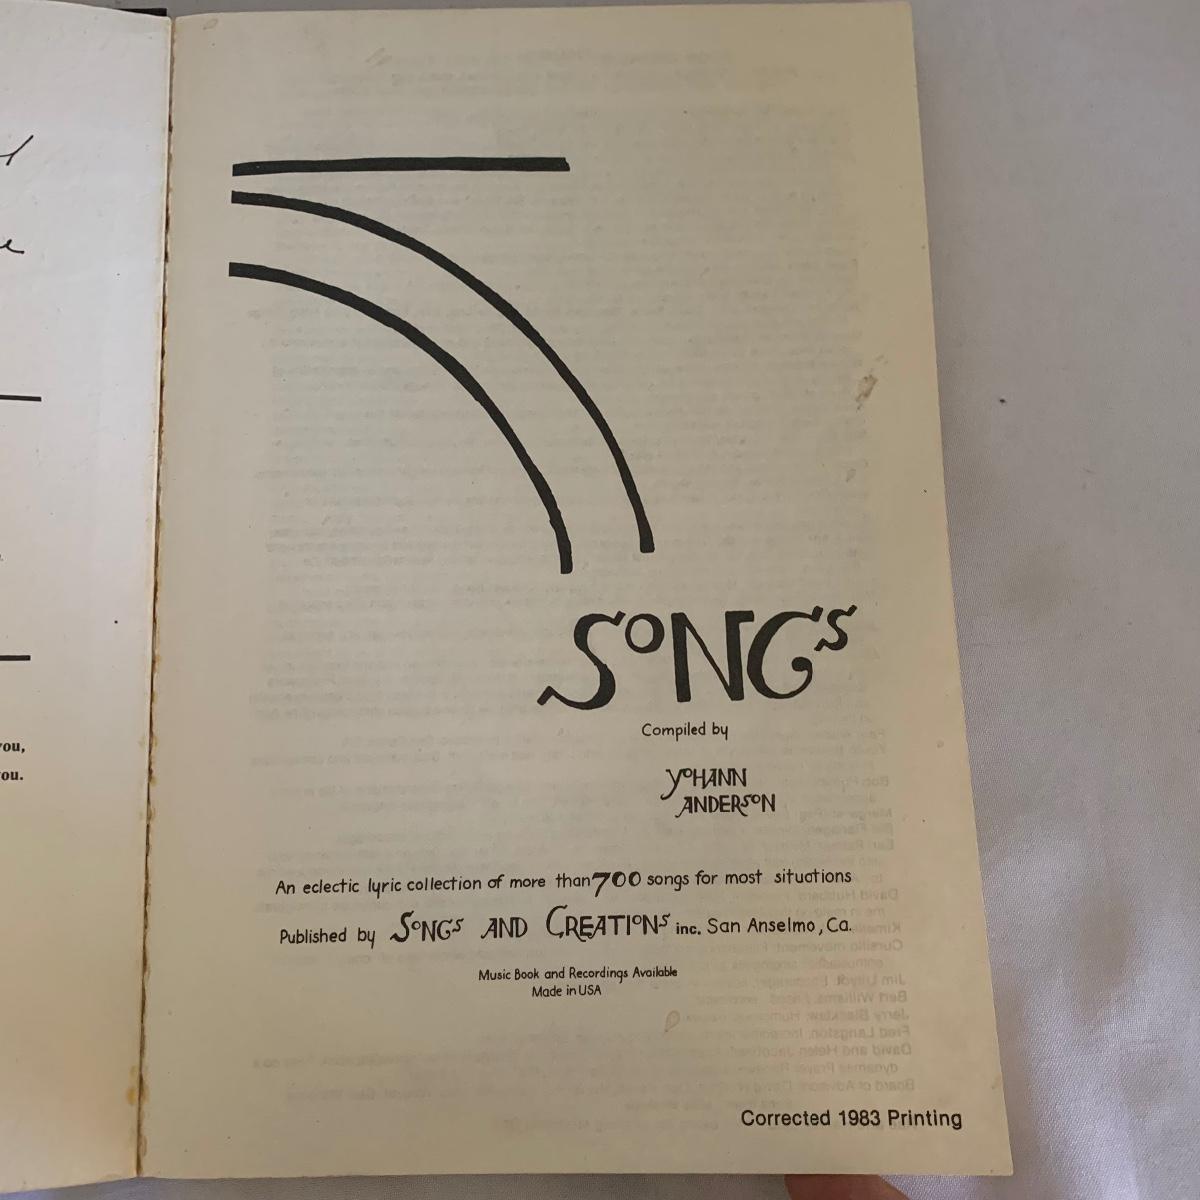 you,
you.
SONGS
Compiled by
YOHANN
ANDERSON
An eclectic lyric collection of more than 700 songs for most situations
Published by SONGS AND CREATIONS inc. San Anselmo, Ca.
Music Book and Recordings Available
Made in USA
Corrected 1983 Printing